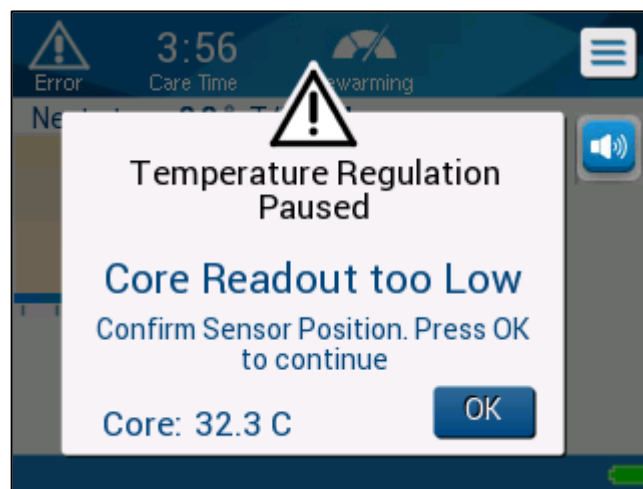 3:56
Error
Care Time
Temperature Regulation
Paused
Core Readout too Low
Confirm Sensor Position. Press OK
to continue
Core: 32.3 C
OK